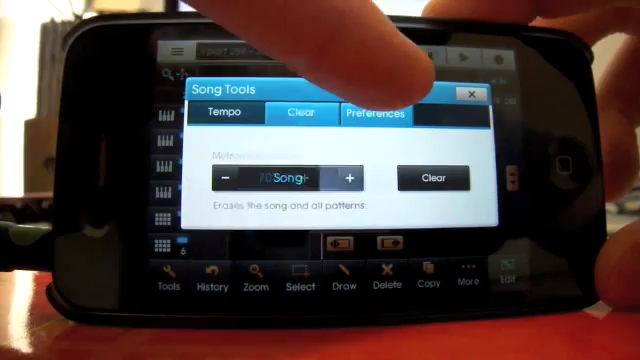 Song Tools
Tempo Clear Preferences
Song
Clear
Erases the song and all patterns.
6
Tools History Zoom Select Draw Delete Copy More Edit